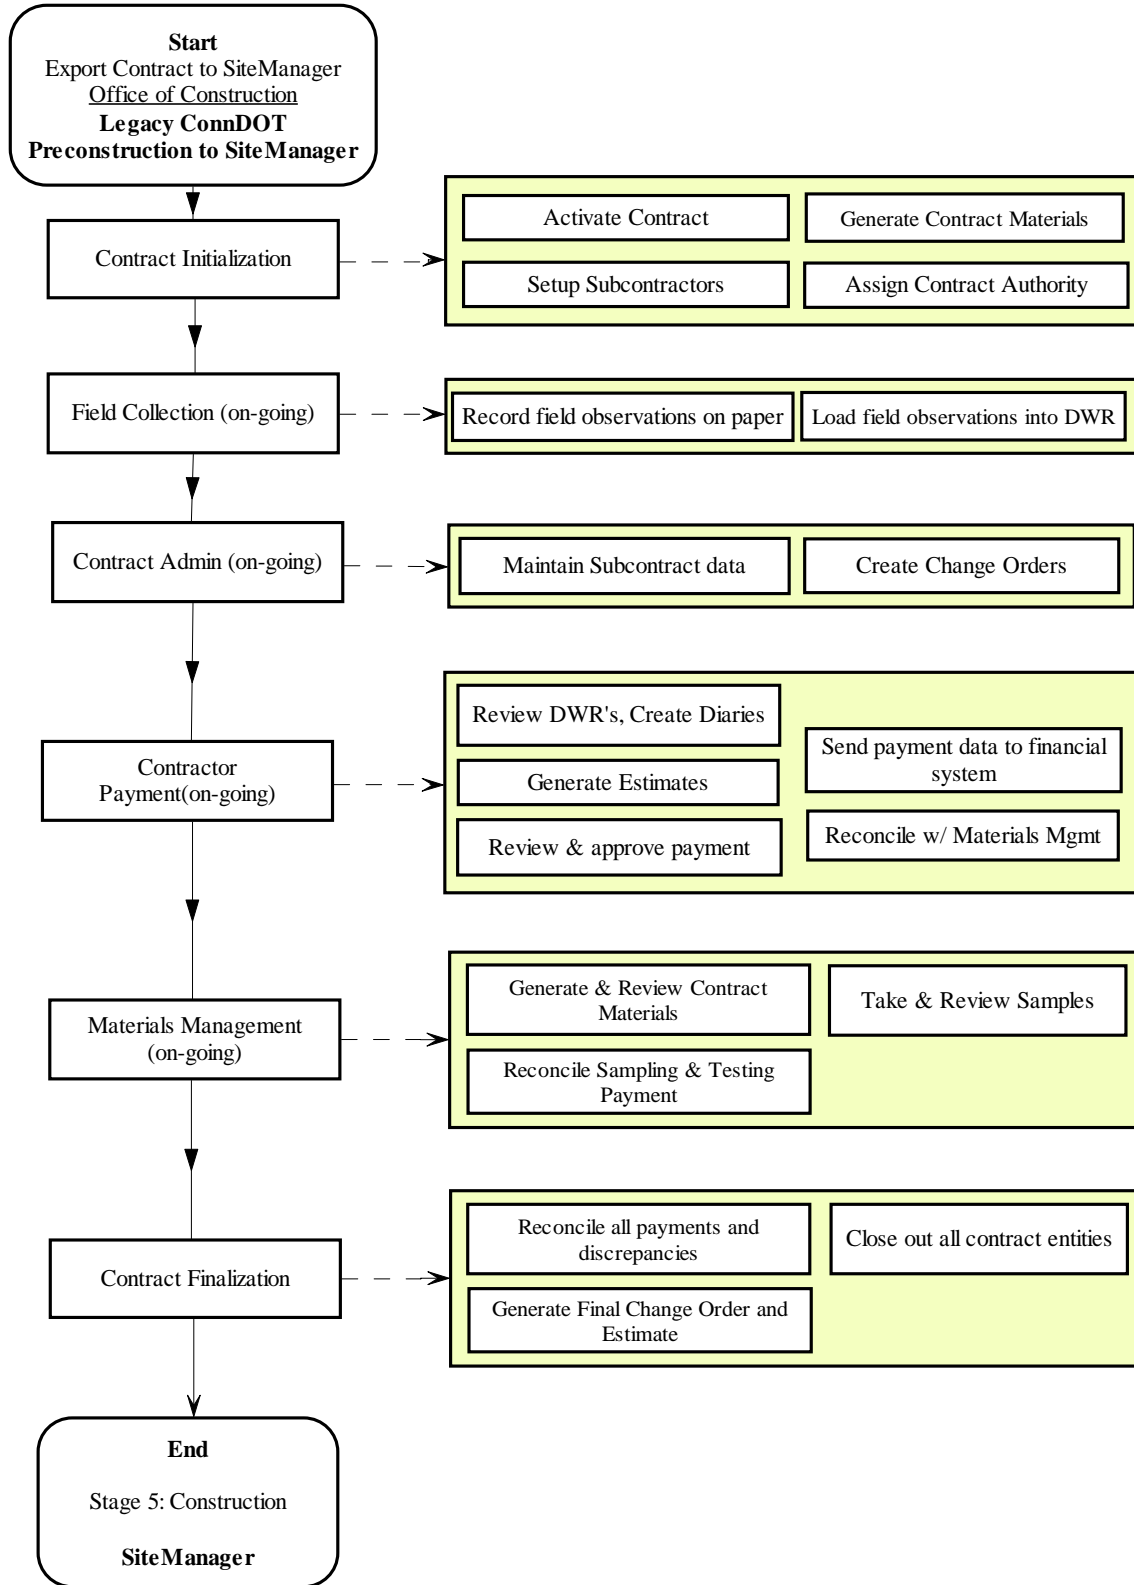 Start
Export Contract to SiteManager
Office of Construction
Legacy ConnDOT
Preconstruction to SiteManager
Contract Initialization
Activate Contract
Generate Contract Materials
Setup Subcontractors
Assign Contract Authority
Field Collection (on-going)
Record field observations on paper
Load field observations into DWR
Contract Admin (on-going)
Maintain Subcontract data
Create Change Orders
Contractor
Payment(on-going)
Review DWR's, Create Diaries
Generate Estimates
Review & approve payment
Send payment data to financial
system
Reconcile w/ Materials Mgmt
Materials Management
(on-going)
Generate & Review Contract
Materials
Take & Review Samples
Reconcile Sampling & Testing
Payment
Contract Finalization
Reconcile all payments and
discrepancies
Close out all contract entities
Generate Final Change Order and
Estimate
End
Stage 5: Construction
SiteManager